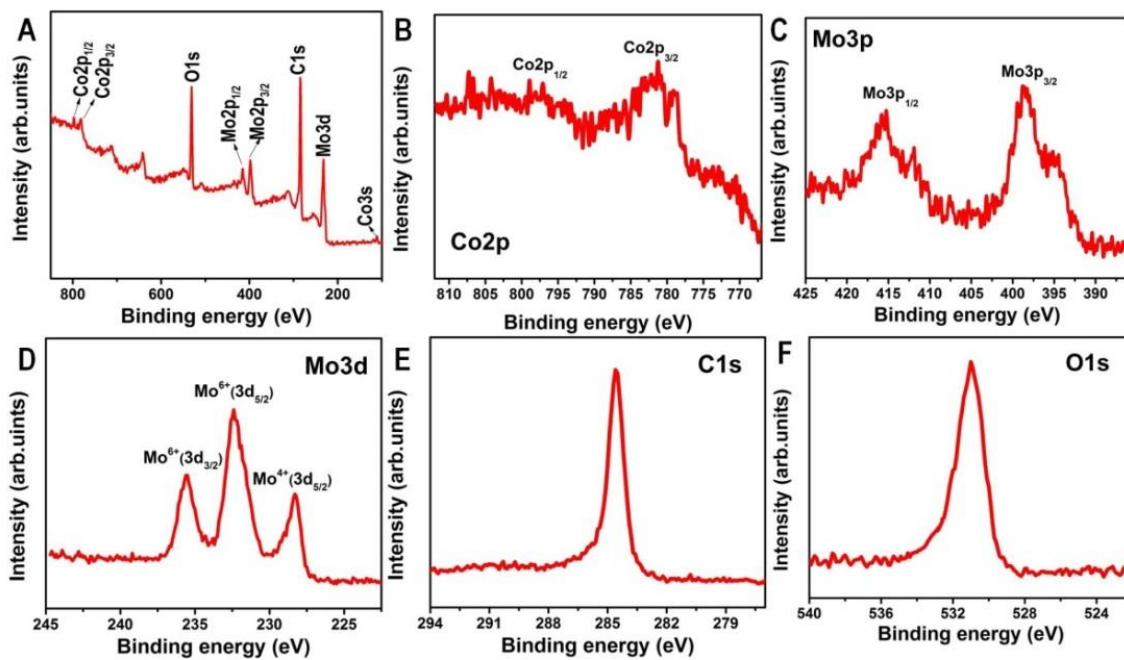 A
Intensity (arb.units)
Co2p1/2
Co2p3/2
O1s
Mo2p1/2
Mo2p3/2
C1s
Mo3d
Co3s
800 600 400 200
Binding energy (eV)
B
Intensity (arb.units)
Co2p1/2
Co2p3/2
Co2p
810 805 800 795 790 785 780 775 770
Binding energy (eV)
C
Intensity (arb.units)
Mo3p
Mo3p1/2
Mo3p3/2
425 420 415 410 405 400 395 390
Binding energy (eV)
D
Intensity (arb.uints)
Mo3d
Mo6+(3d5/2)
Mo6+(3d3/2)
Mo4+(3d5/2)
245 240 235 230 225
Binding energy (eV)
E
Intensity (arb.units)
C1s
294 291 288 285 282 279
Binding energy (eV)
F
Intensity (arb.units)
O1s
540 536 532 528 524
Binding energy (eV)